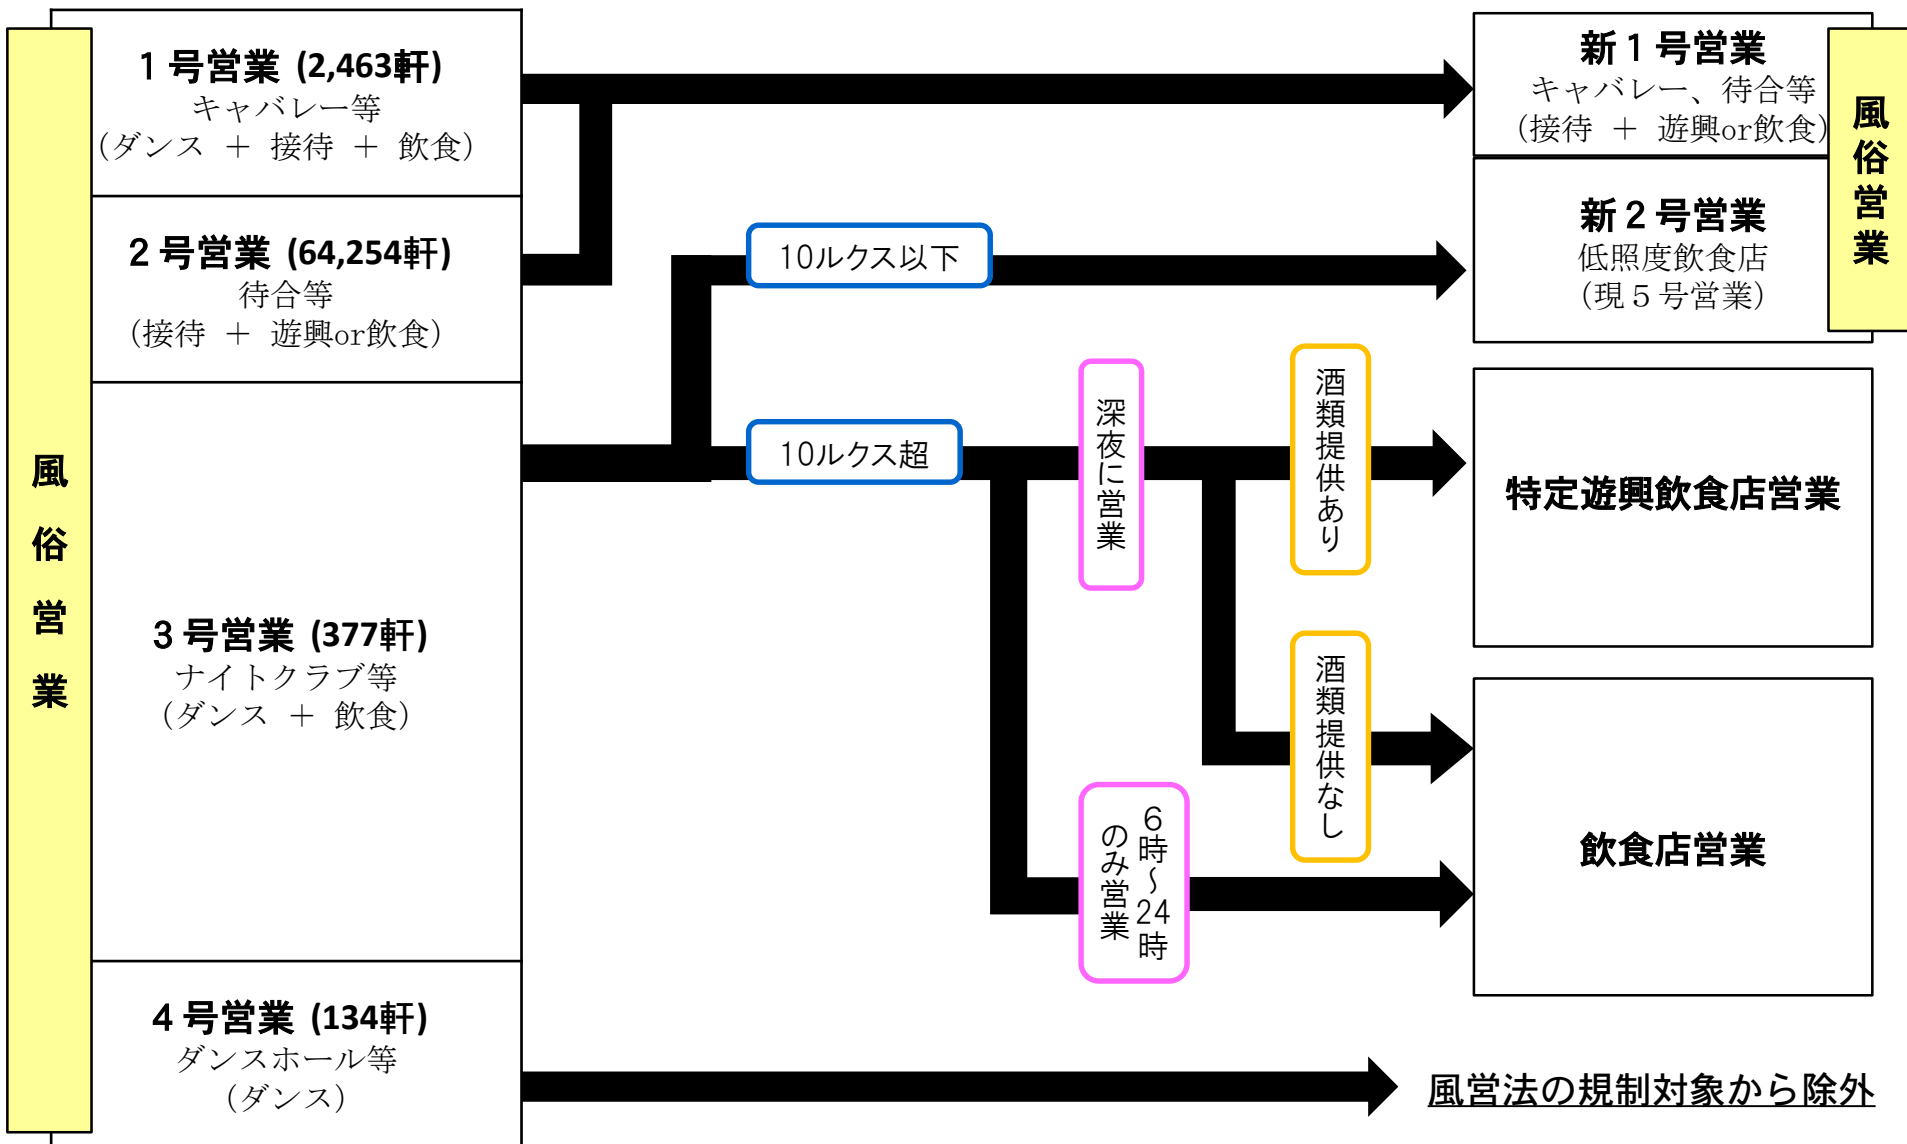 風俗営業
１号営業 (2,463軒)
キャバレー等
（ダンス ＋ 接待 ＋ 飲食）
２号営業 (64,254軒)
待合等
（接待 ＋ 遊興or飲食）
３号営業 (377軒)
ナイトクラブ等
（ダンス ＋ 飲食）
４号営業 (134軒)
ダンスホール等
（ダンス）
10ルクス以下
10ルクス超
深夜に営業
６時～24時
のみ営業
酒類提供あり
酒類提供なし
新１号営業
キャバレー、待合等
（接待 ＋ 遊興or飲食）
新２号営業
低照度飲食店
（現５号営業）
風俗営業
特定遊興飲食店営業
飲食店営業
風営法の規制対象から除外